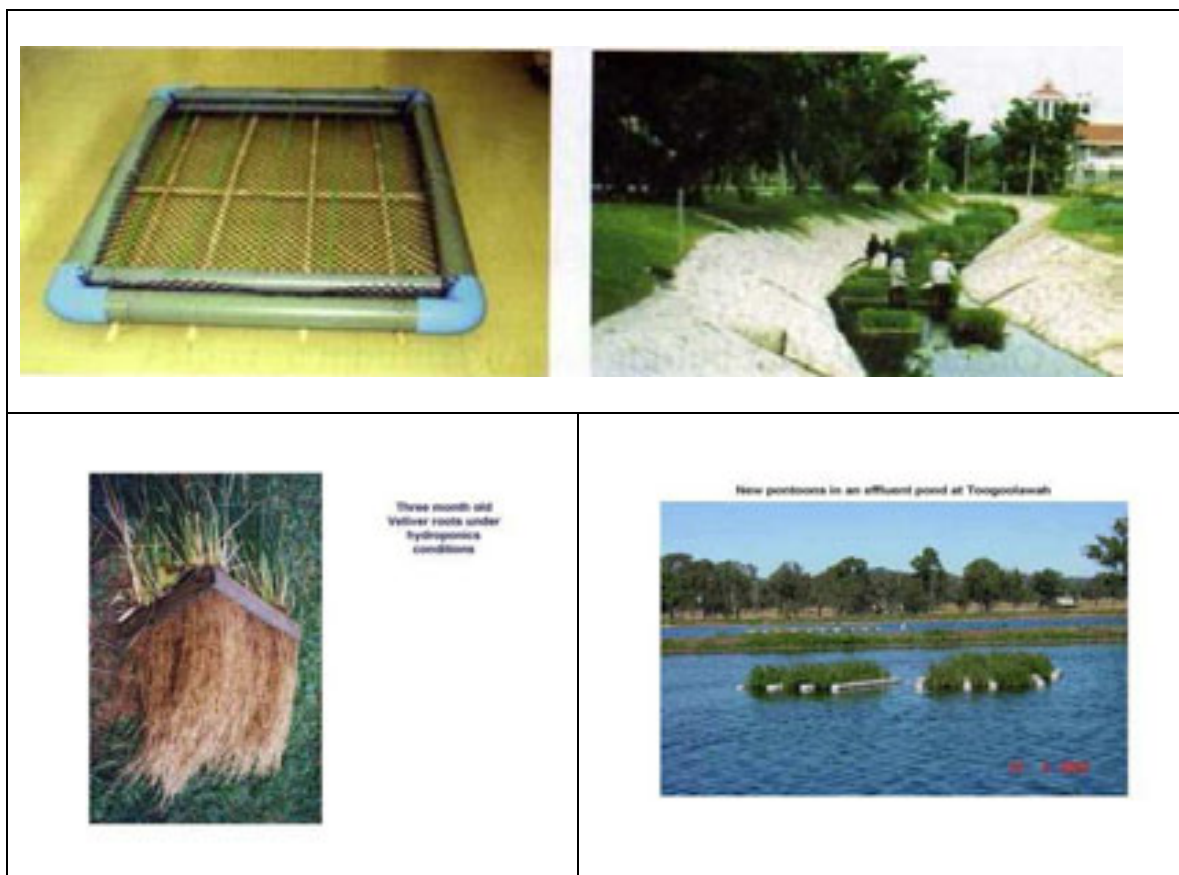 Three month old
Vetiver roots under
hydroponics
conditions
New pontoons in an effluent pond at Toogoolawah